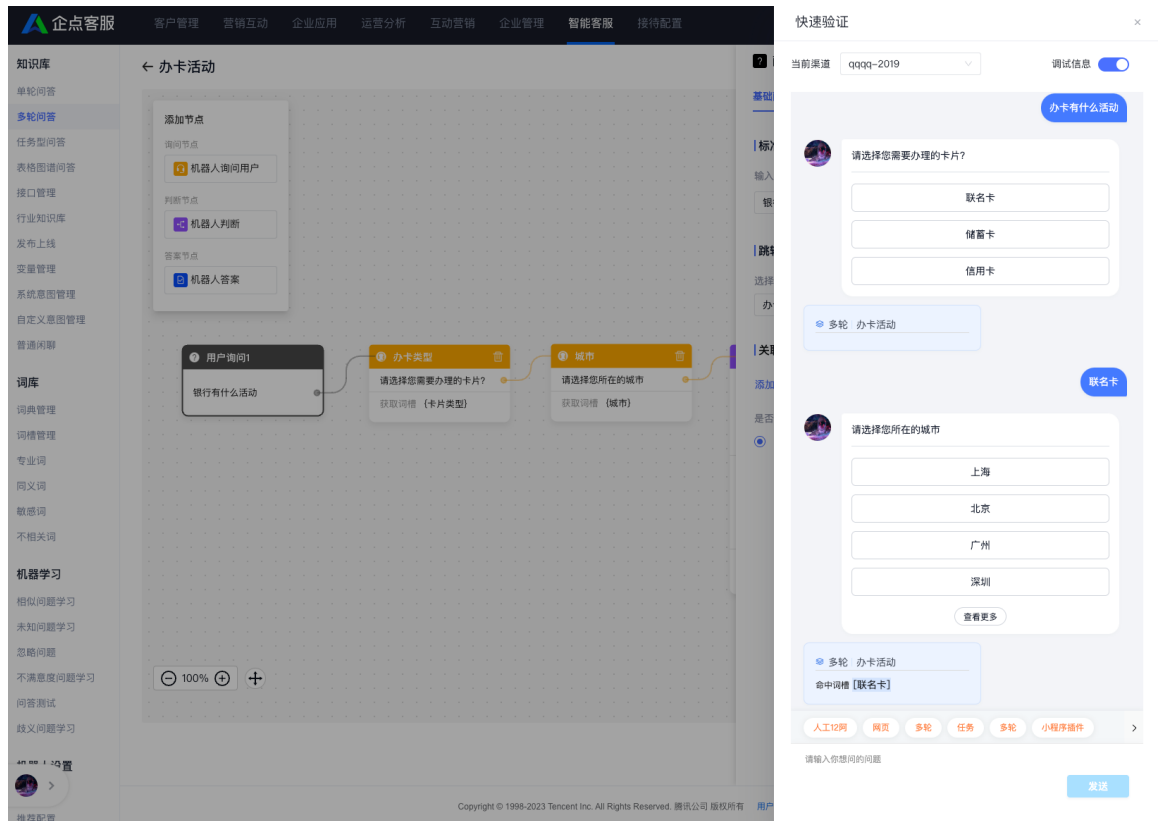 企点客服
客户管理 营销互动 企业应用 运营分析 互动营销 企业管理 智能客服 接待配置
知识库
单轮问答
多轮问答
任务型问答
表格图谱问答
接口管理
行业知识库
发布上线
变量管理
系统意图管理
自定义意图管理
普通闲聊
词库
词典管理
词槽管理
专业词
同义词
敏感词
不相关词
机器学习
相似问题学习
未知问题学习
忽略问题
不满意度问题学习
问答测试
歧义问题学习
推荐配置
← 办卡活动
添加节点
询问节点
机器人询问用户
判断节点
机器人判断
答案节点
机器人答案
用户询问1
银行有什么活动
办卡类型
请选择您需要办理的卡片?
获取词槽 {卡片类型}
城市
请选择您所在的城市
获取词槽 {城市}
100%
基础
输入
选择
添加
是否
Copyright © 1998-2023 Tencent Inc. All Rights Reserved. 腾讯公司 版权所有 用户
快速验证
×
当前渠道 qqqq-2019
调试信息
办卡有什么活动
请选择您需要办理的卡片?
联名卡
储蓄卡
信用卡
多轮 办卡活动
联名卡
请选择您所在的城市
上海
北京
广州
深圳
查看更多
多轮 办卡活动
命中词槽 [联名卡]
人工12阿 网页 多轮 任务 多轮 小程序插件
请输入你想问的问题
发送